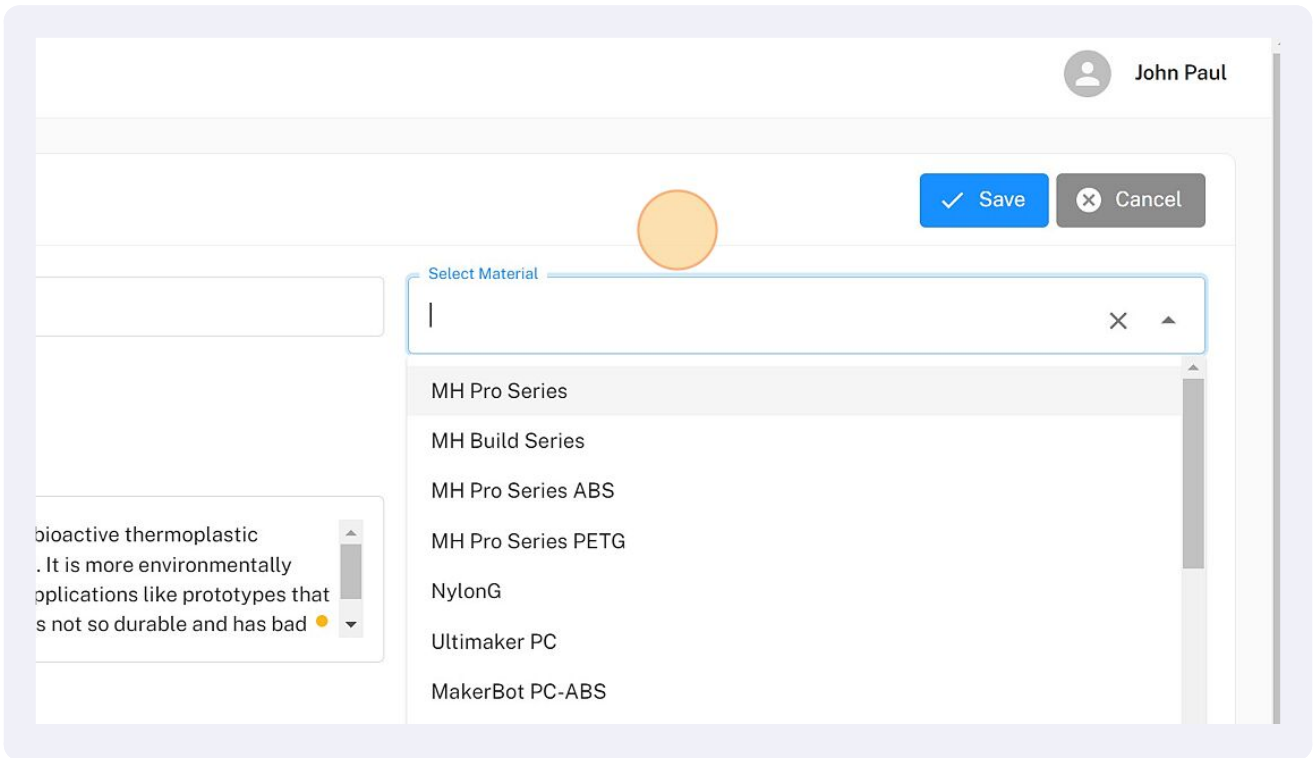 John Paul
Save
Cancel
Select Material
MH Pro Series
MH Build Series
MH Pro Series ABS
MH Pro Series PETG
NylonG
Ultimaker PC
MakerBot PC-ABS
bioactive thermoplastic
. It is more environmentally
pplications like prototypes that
s not so durable and has bad